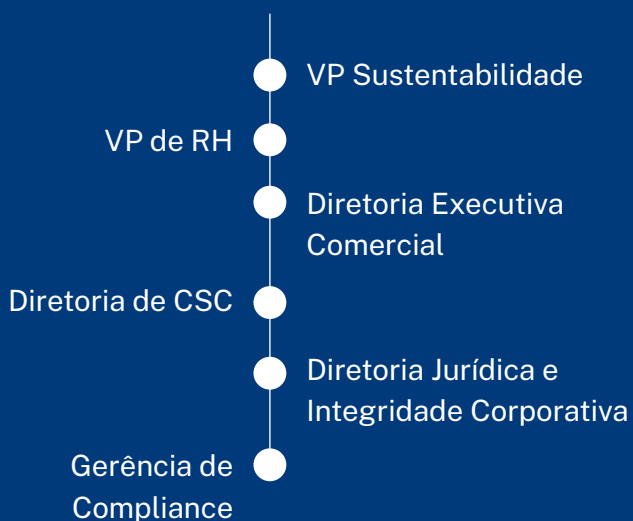 VP Sustentabilidade
VP de RH
Diretoria Executiva
Comercial
Diretoria de CSC
Diretoria Jurídica e
Integridade Corporativa
Gerência de
Compliance